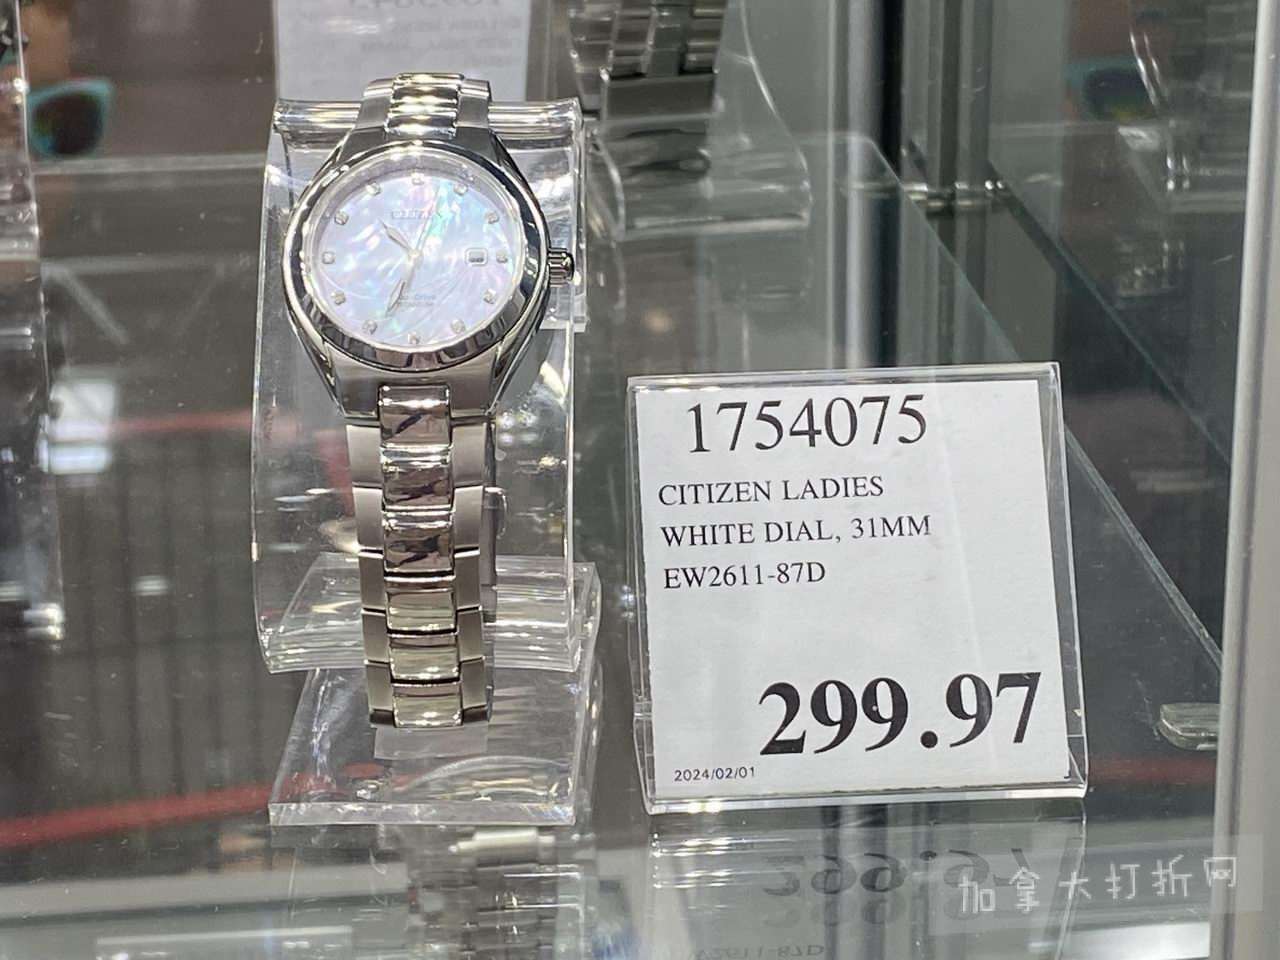 CITIZEN
Eco-Drive
1754075
CITIZEN LADIES
WHITE DIAL, 31MM
EW2611-87D
299.97
2024/02/01
加拿大打折网